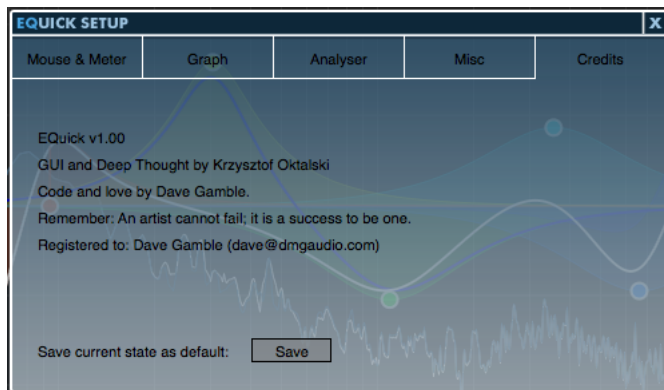 EQUICK SETUP X
Mouse & Meter Graph Analyser Misc Credits
EQuick v1.00
GUI and Deep Thought by Krzysztof Oktalski
Code and love by Dave Gamble.
Remember: An artist cannot fail; it is a success to be one.
Registered to: Dave Gamble (dave@dmgaudio.com)
Save current state as default: Save